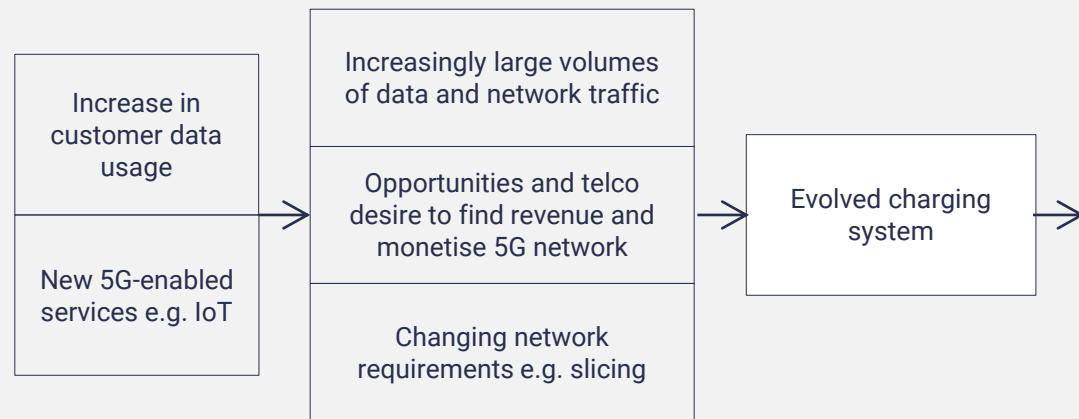 Increase in
customer data
usage
New 5G-enabled
services e.g. IoT
Increasingly large volumes
of data and network traffic
Opportunities and telco
desire to find revenue and
monetise 5G network
Changing network
requirements e.g. slicing
Evolved charging
system